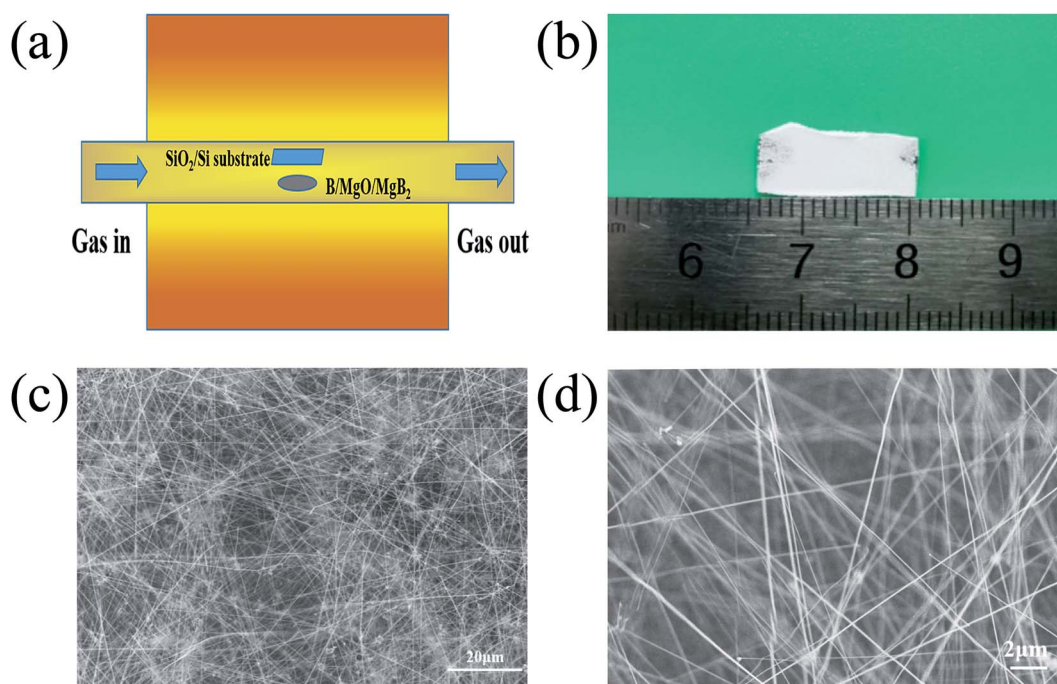 (a)
SiO₂/Si substrate
B/MgO/MgB₂
Gas in
Gas out
(b)
6 7 8 9
(c)
20μm
(d)
2μm